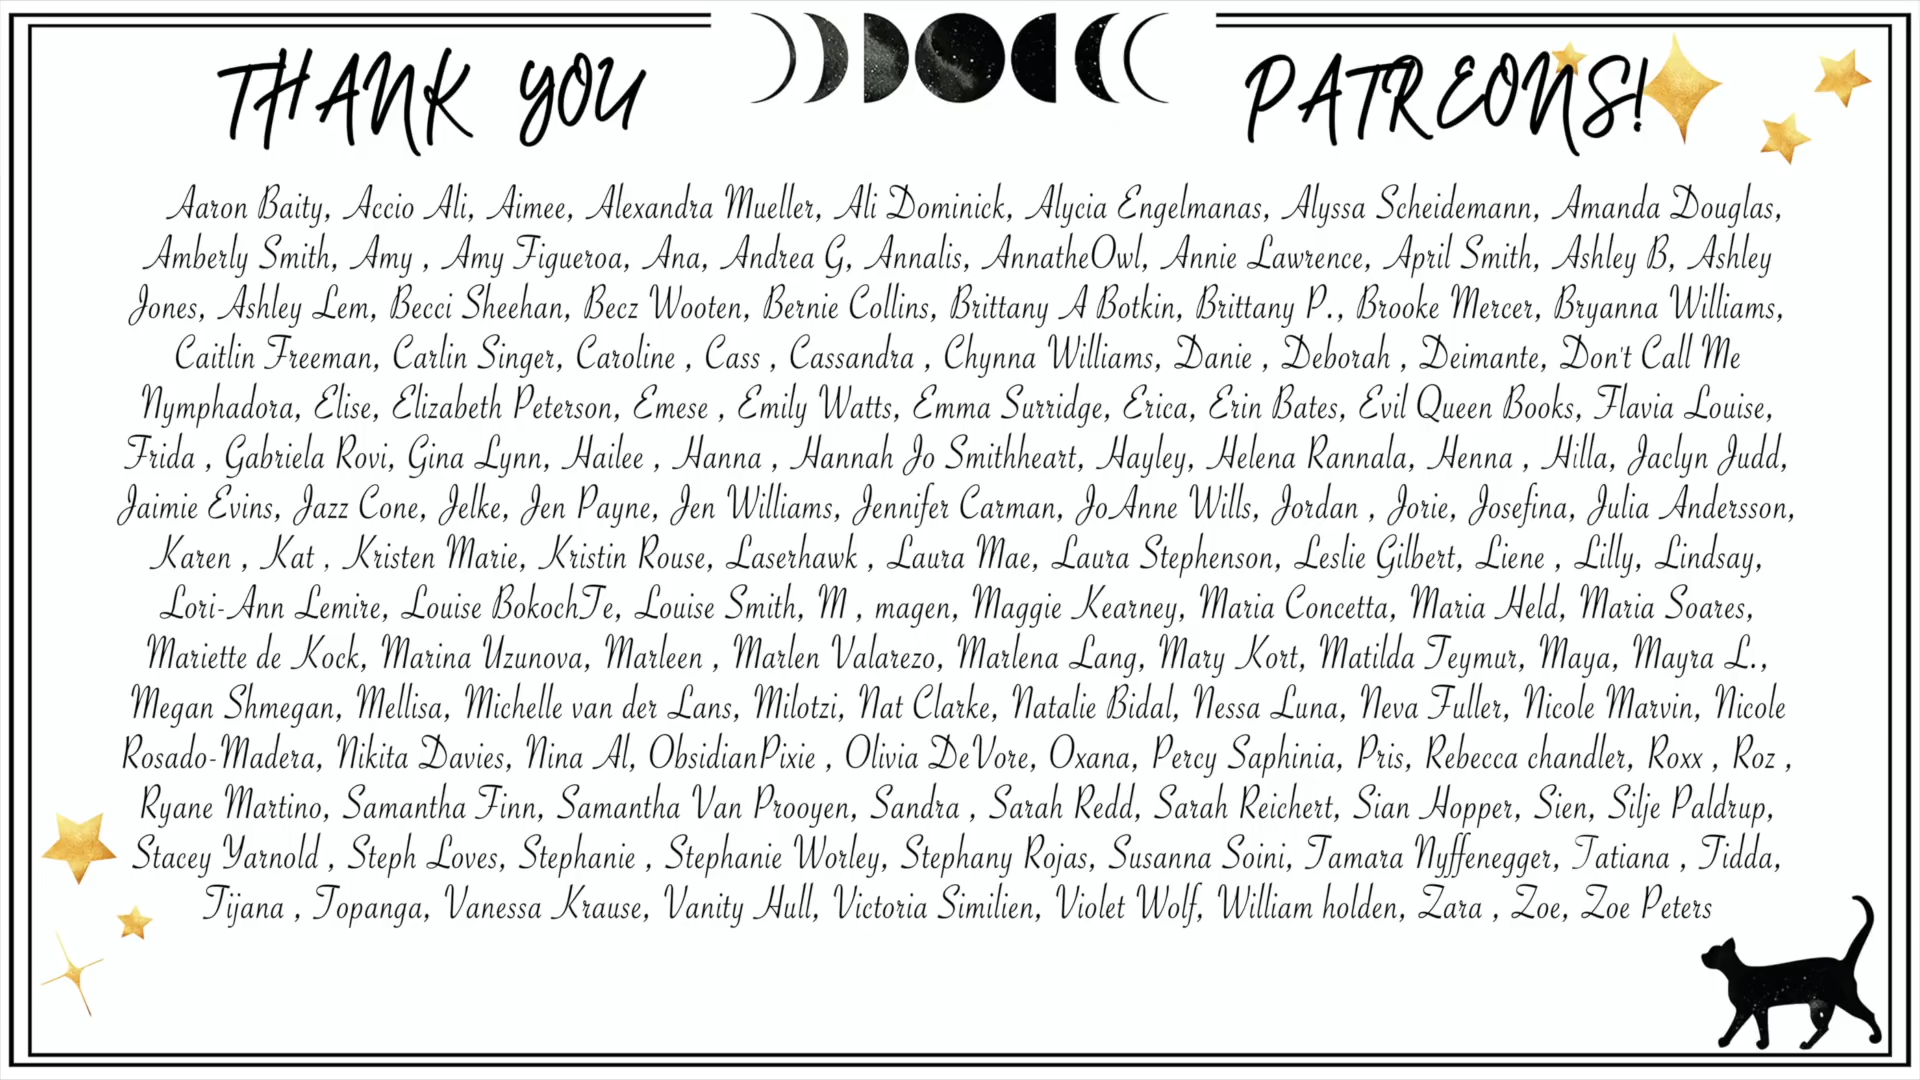 THANK YOU PATREONS!
Aaron Baity, Accio Ali, Aimee, Alexandra Mueller, Ali Dominick, Alycia Engelmanas, Alyssa Scheidemann, Amanda Douglas,
Amberly Smith, Amy , Amy Figueroa, Ana, Andrea G, Annalis, AnnatheOwl, Annie Lawrence, April Smith, Ashley B, Ashley
Jones, Ashley Lem, Becci Sheehan, Becz Wooten, Bernie Collins, Brittany A Botkin, Brittany P., Brooke Mercer, Bryanna Williams,
Caitlin Freeman, Carlin Singer, Caroline , Cass , Cassandra , Chynna Williams, Danie , Deborah , Deimante, Don't Call Me
Nymphadora, Elise, Elizabeth Peterson, Emese , Emily Watts, Emma Surridge, Erica, Erin Bates, Evil Queen Books, Flavia Louise,
Frida , Gabriela Rovi, Gina Lynn, Hailee , Hanna , Hannah Jo Smithheart, Hayley, Helena Rannala, Henna , Hilla, Jaclyn Judd,
Jaimie Evins, Jazz Cone, Jelke, Jen Payne, Jen Williams, Jennifer Carman, JoAnne Wills, Jordan , Jorie, Josefina, Julia Andersson,
Karen , Kat , Kristen Marie, Kristin Rouse, Laserhawk , Laura Mae, Laura Stephenson, Leslie Gilbert, Liene , Lilly, Lindsay,
Lori-Ann Lemire, Louise BokochTe, Louise Smith, M , magen, Maggie Kearney, Maria Concetta, Maria Held, Maria Soares,
Mariette de Kock, Marina Uzunova, Marleen , Marlen Valarezo, Marlena Lang, Mary Kort, Matilda Teymur, Maya, Mayra L.,
Megan Shmegan, Mellisa, Michelle van der Lans, Milotzi, Nat Clarke, Natalie Bidal, Nessa Luna, Neva Fuller, Nicole Marvin, Nicole
Rosado-Madera, Nikita Davies, Nina Al, ObsidianPixie , Olivia DeVore, Oxana, Percy Saphinia, Pris, Rebecca chandler, Roxx , Roz ,
Ryane Martino, Samantha Finn, Samantha Van Prooyen, Sandra , Sarah Redd, Sarah Reichert, Sian Hopper, Sien, Silje Paldrup,
Stacey Yarnold , Steph Loves, Stephanie , Stephanie Worley, Stephany Rojas, Susanna Soini, Tamara Nyffenegger, Tatiana , Tidda,
Tijana , Topanga, Vanessa Krause, Vanity Hull, Victoria Similien, Violet Wolf, William holden, Zara , Zoe, Zoe Peters